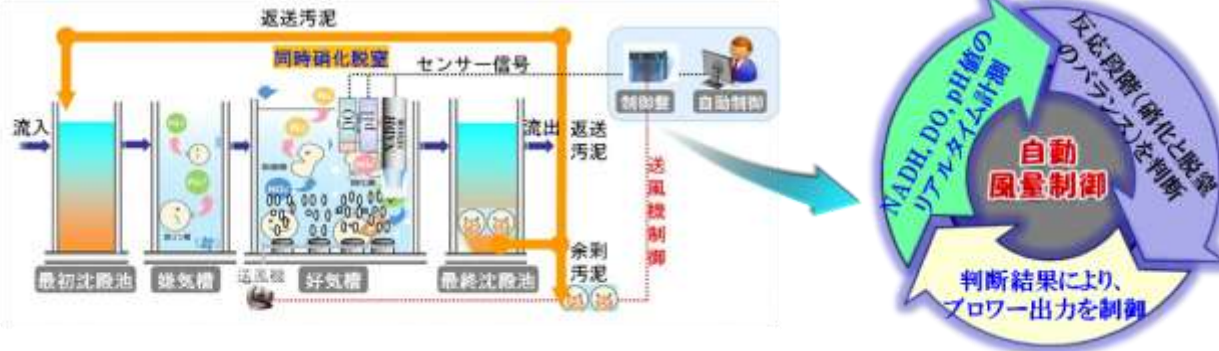 返送汚泥
同時硝化脱窒
センサー信号
制御盤
自動制御
流入
DO
pH
NADH
流出
返送
汚泥
送風機制御
余剰
汚泥
最初沈殿池
嫌気槽
送風機
好気槽
最終沈殿池
NADH, DO, pH値の
リアルタイム計測
反応段階(硝化と脱窒
のバランス)を判断
自動
風量制御
判断結果により、
ブロワー出力を制御